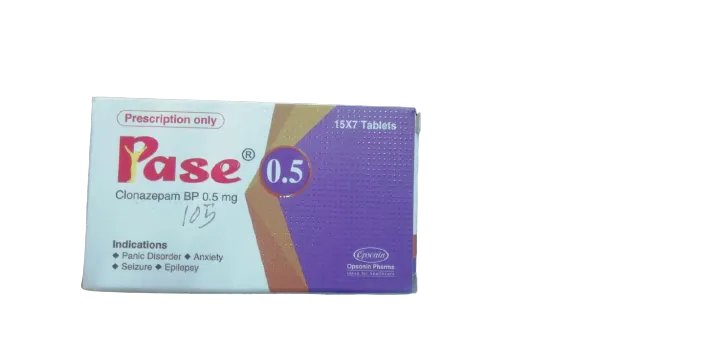 Prescription only
15X7 Tablets
Pase®
0.5
Clonazepam BP 0.5 mg
105
Indications
◆ Panic Disorder ◆ Anxiety
◆ Seizure ◆ Epilepsy
Opsonin
Opsonin Pharma